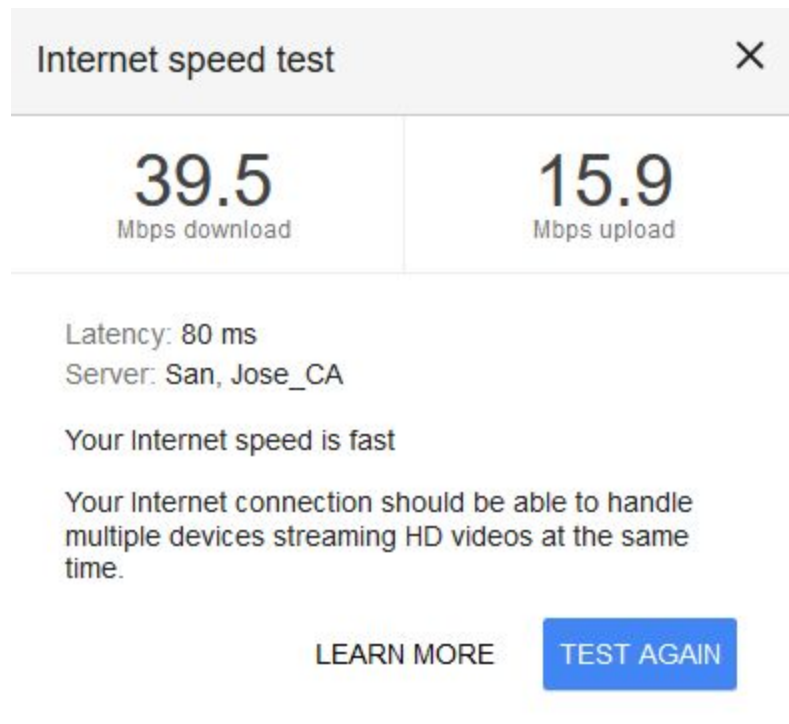 Internet speed test
39.5
Mbps download
15.9
Mbps upload
Latency: 80 ms
Server: San, Jose_CA
Your Internet speed is fast
Your Internet connection should be able to handle
multiple devices streaming HD videos at the same
time.
LEARN MORE
TEST AGAIN